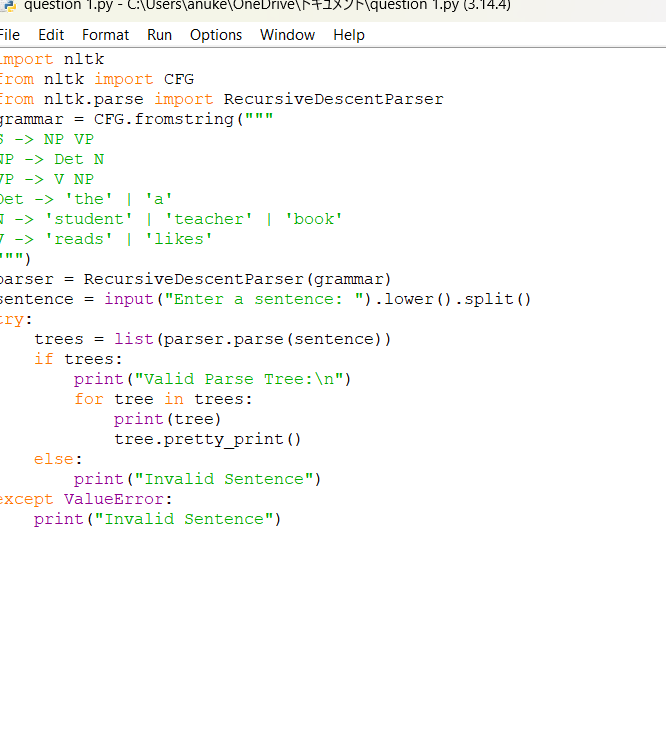 question 1.py - C:\Users\anuke\OneDrive\ドキュメント\question 1.py (3.14.4)
File Edit Format Run Options Window Help
import nltk
from nltk import CFG
from nltk.parse import RecursiveDescentParser
grammar = CFG.fromstring("""
S -> NP VP
NP -> Det N
VP -> V NP
Det -> 'the' | 'a'
N -> 'student' | 'teacher' | 'book'
V -> 'reads' | 'likes'
""")
parser = RecursiveDescentParser(grammar)
sentence = input("Enter a sentence: ").lower().split()
try:
    trees = list(parser.parse(sentence))
    if trees:
        print("Valid Parse Tree:\n")
        for tree in trees:
            print(tree)
            tree.pretty_print()
    else:
        print("Invalid Sentence")
except ValueError:
    print("Invalid Sentence")